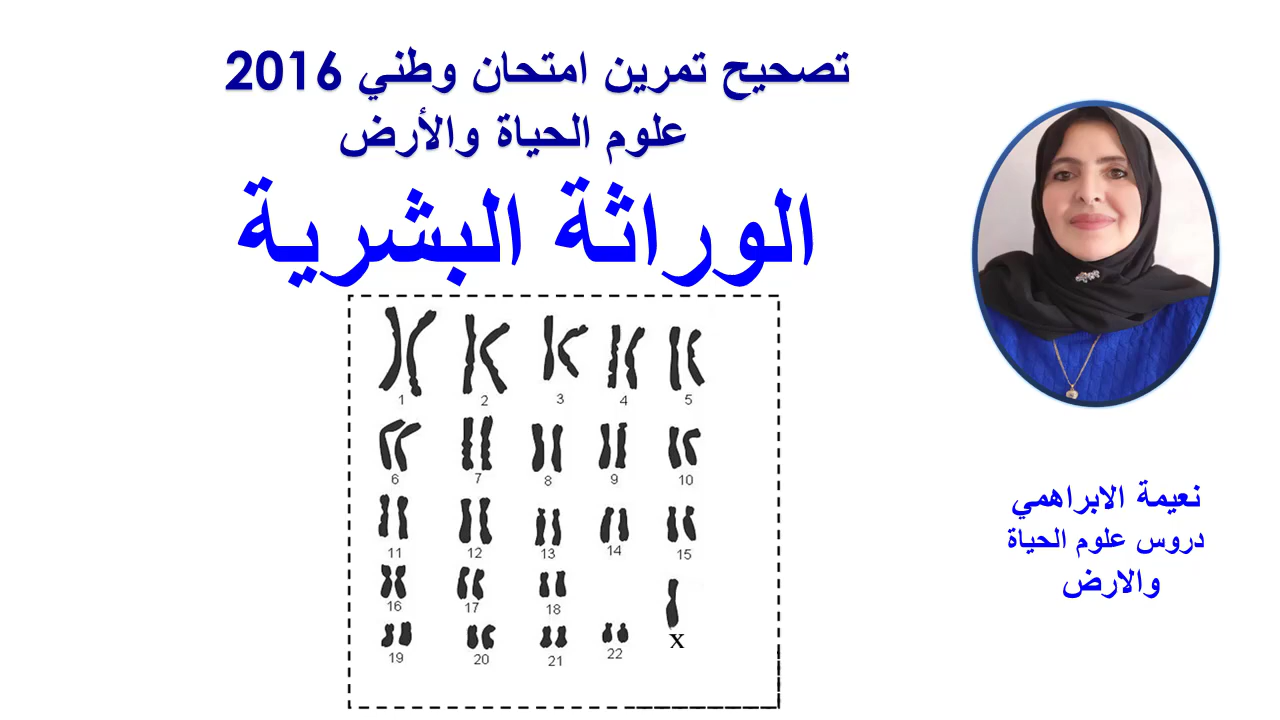 تصحيح تمرين امتحان وطني 2016
علوم الحياة والأرض
الوراثة البشرية
1 2 3 4 5
6 7 8 9 10
11 12 13 14 15
16 17 18
X
19 20 21 22
نعيمة الابراهمي
دروس علوم الحياة
والارض